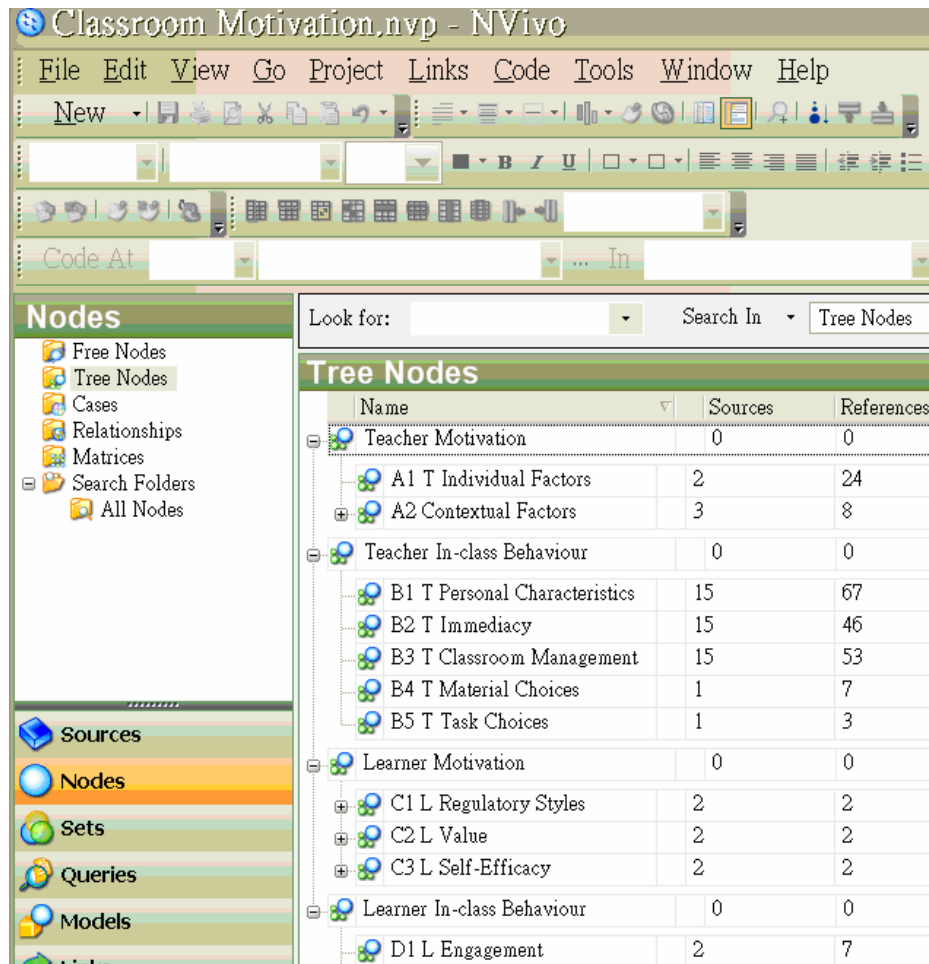 Classroom Motivation.nvp - NVivo
File Edit View Go Project Links Code Tools Window Help
New
B I U
Code At ... In
Nodes
Free Nodes
Tree Nodes
Cases
Relationships
Matrices
Search Folders
All Nodes
Sources
Nodes
Sets
Queries
Models
Links
Look for: Search In Tree Nodes
Tree Nodes
Name Sources References
Teacher Motivation 0 0
A1 T Individual Factors 2 24
A2 Contextual Factors 3 8
Teacher In-class Behaviour 0 0
B1 T Personal Characteristics 15 67
B2 T Immediacy 15 46
B3 T Classroom Management 15 53
B4 T Material Choices 1 7
B5 T Task Choices 1 3
Learner Motivation 0 0
C1 L Regulatory Styles 2 2
C2 L Value 2 2
C3 L Self-Efficacy 2 2
Learner In-class Behaviour 0 0
D1 L Engagement 2 7